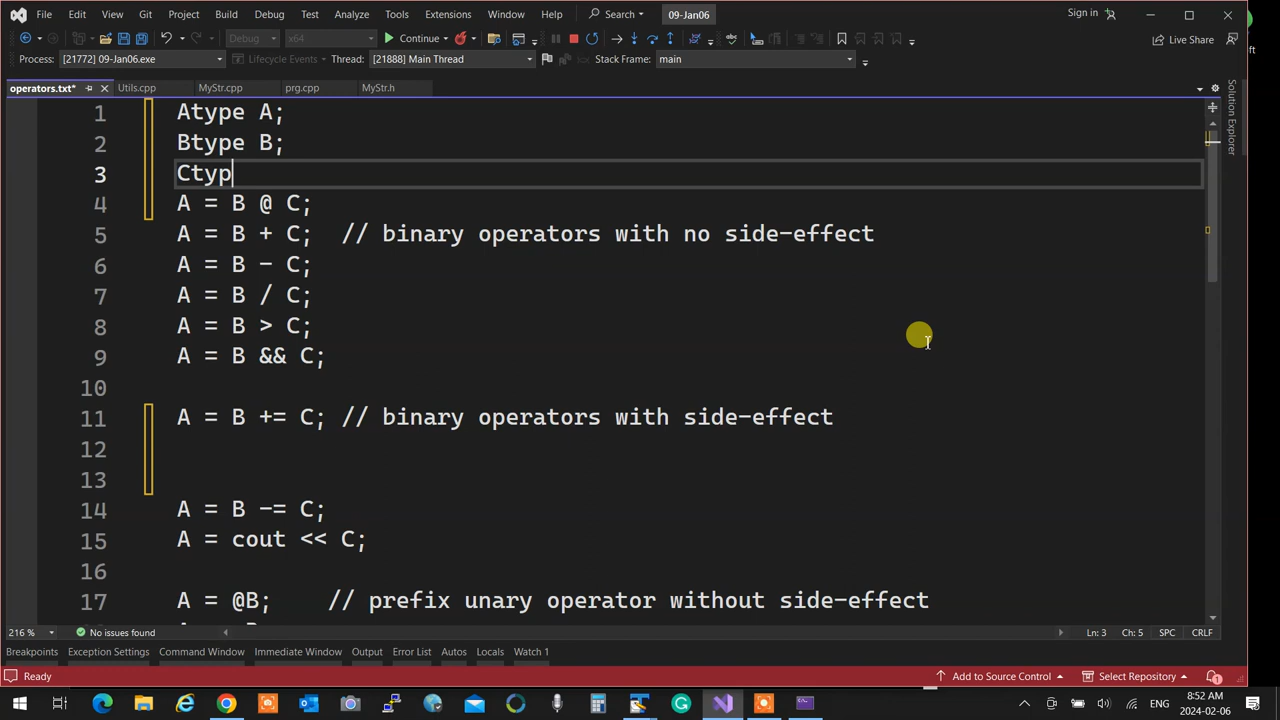 File Edit View Git Project Build Debug Test Analyze Tools Extensions Window Help Search 09-Jan06 Sign in
Debug x64 Continue Live Share
Process: [21772] 09-Jan06.exe Lifecycle Events Thread: [21888] Main Thread Stack Frame: main
operators.txt* Utils.cpp MyStr.cpp prg.cpp MyStr.h
Solution Explorer
1 Atype A;
2 Btype B;
3 Ctyp
4 A = B @ C;
5 A = B + C; // binary operators with no side-effect
6 A = B - C;
7 A = B / C;
8 A = B > C;
9 A = B && C;
10
11 A = B += C; // binary operators with side-effect
12
13
14 A = B -= C;
15 A = cout << C;
16
17 A = @B; // prefix unary operator without side-effect
216 % No issues found Ln: 3 Ch: 5 SPC CRLF
Breakpoints Exception Settings Command Window Immediate Window Output Error List Autos Locals Watch 1
Ready Add to Source Control Select Repository 1
ENG 8:52 AM
2024-02-06